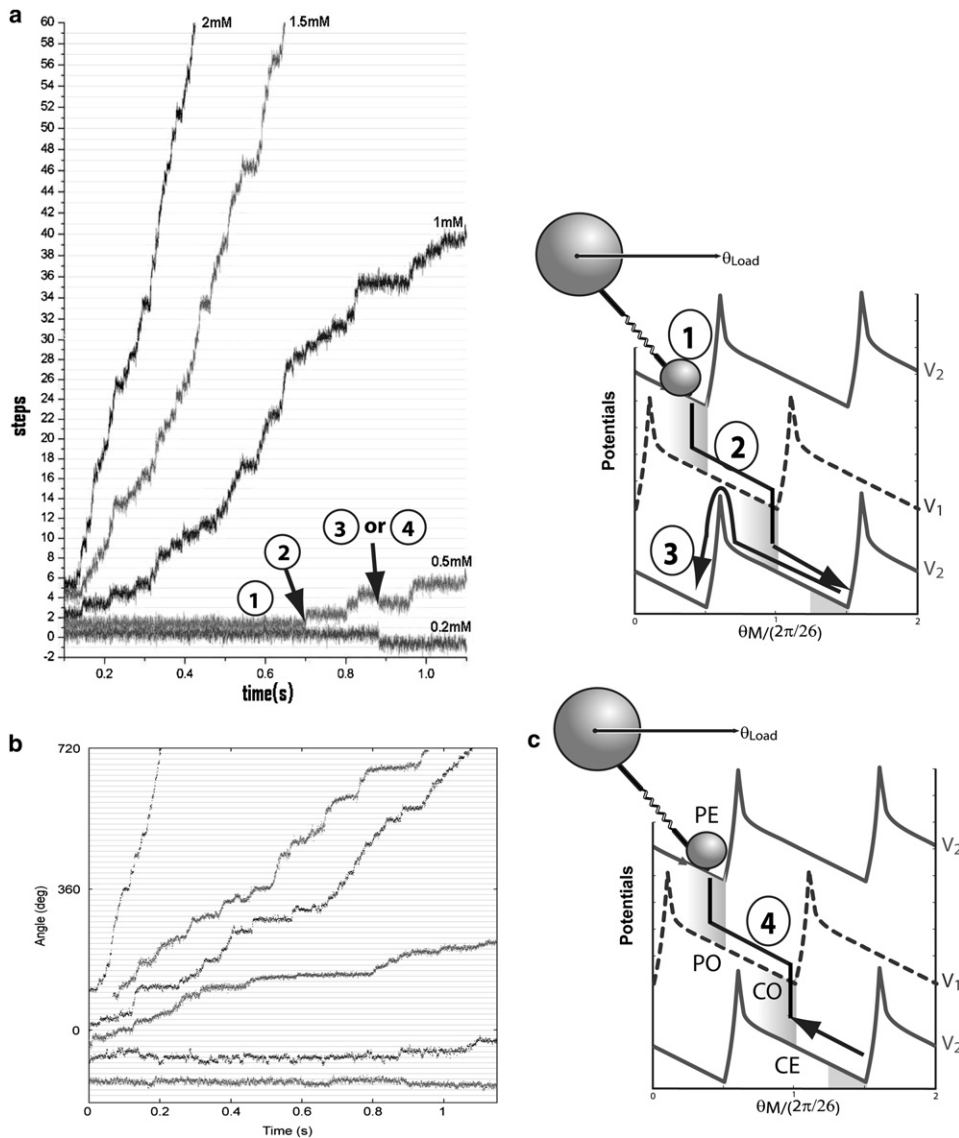 a
60
58
56
54
52
50
48
46
44
42
40
38
36
34
32
30
28
26
24
22
20
18
16
14
12
10
8
6
4
2
0
-2
steps
2mM
1.5mM
1mM
0.5mM
0.2mM
1
2
3 or 4
0.2
0.4
0.6
0.8
1.0
time(s)
θLoad
1
2
3
Potentials
V2
V1
V2
0
1
2
θM/(2π/26)
b
720
360
0
Angle (deg)
0
0.2
0.4
0.6
0.8
1
Time (s)
c
θLoad
PE
4
PO
CO
CE
Potentials
V2
V1
V2
0
1
2
θM/(2π/26)